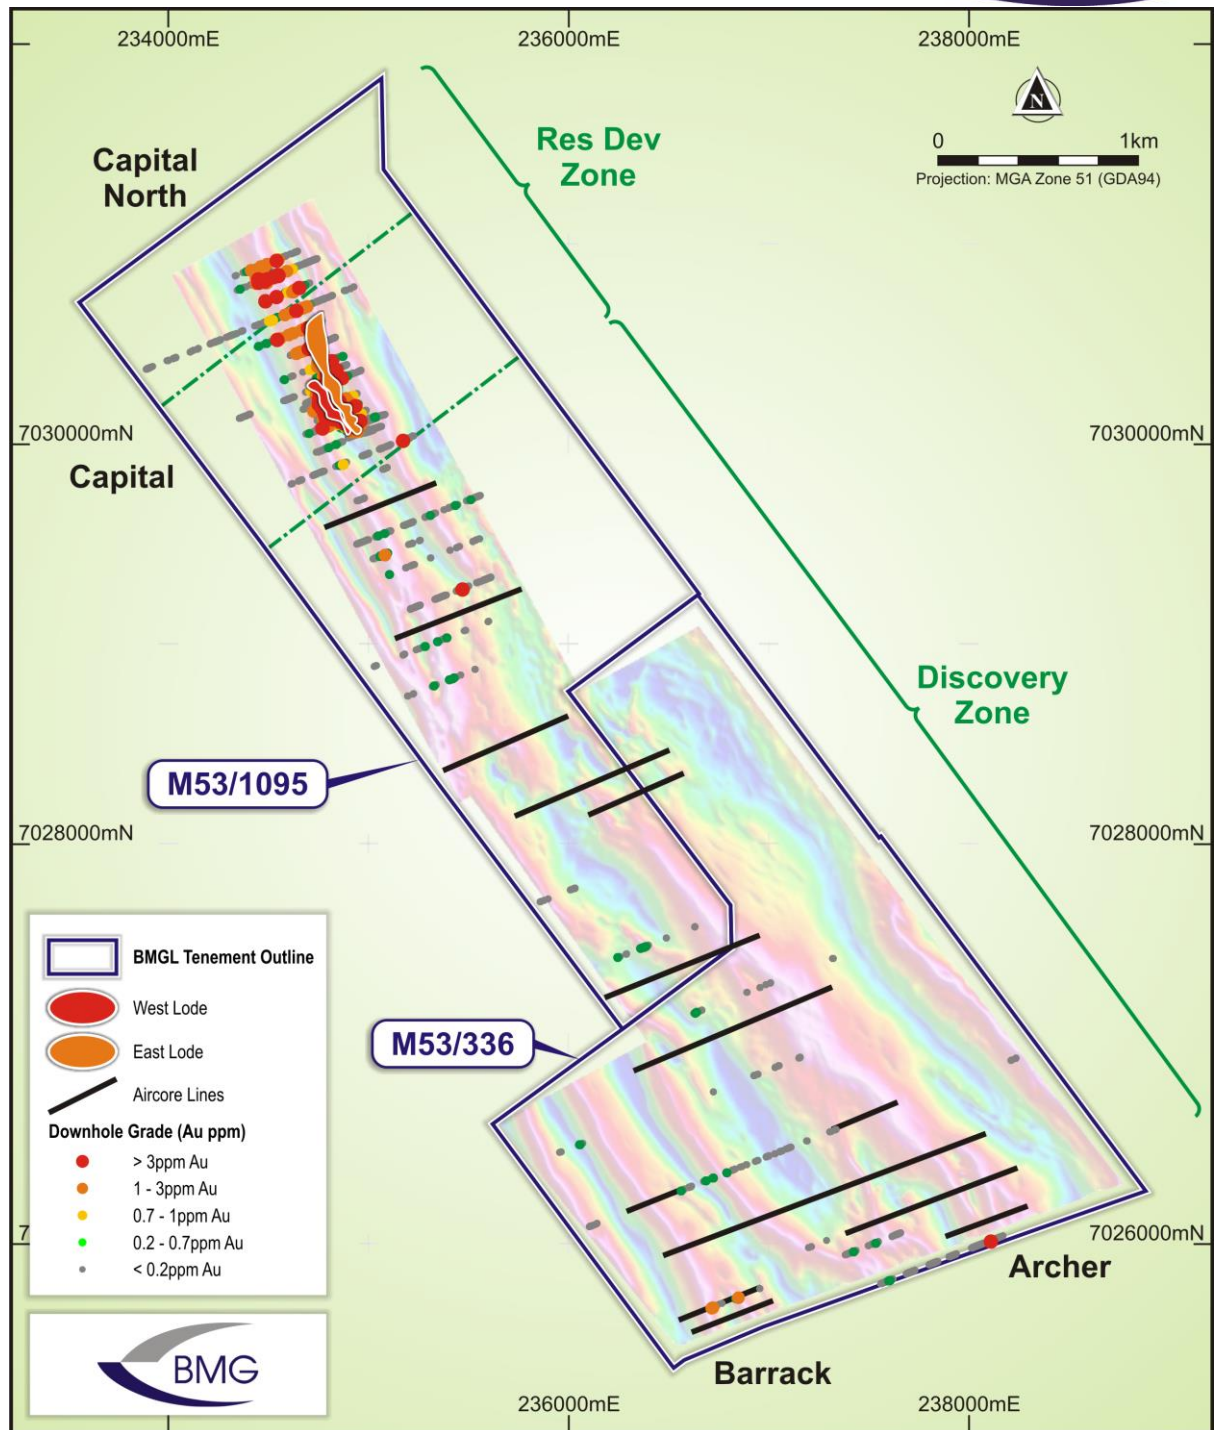 234000mE
236000mE
238000mE
N
0
1km
Projection: MGA Zone 51 (GDA94)
Res Dev
Zone
Capital
North
7030000mN
7030000mN
Capital
Discovery
Zone
M53/1095
7028000mN
7028000mN
BMGL Tenement Outline
West Lode
East Lode
Aircore Lines
Downhole Grade (Au ppm)
> 3ppm Au
1 - 3ppm Au
0.7 - 1ppm Au
0.2 - 0.7ppm Au
< 0.2ppm Au
M53/336
7
7026000mN
Archer
BMG
Barrack
236000mE
238000mE